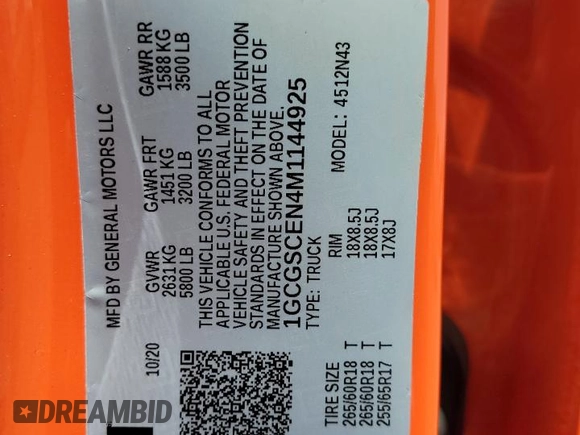 MFD BY GENERAL MOTORS LLC
10/20 GVWR GAWR FRT GAWR RR
2631 KG 1451 KG 1588 KG
5800 LB 3200 LB 3500 LB
THIS VEHICLE CONFORMS TO ALL
APPLICABLE U.S. FEDERAL MOTOR
VEHICLE SAFETY AND THEFT PREVENTION
STANDARDS IN EFFECT ON THE DATE OF
MANUFACTURE SHOWN ABOVE.
1GCGSCEN4M1144925
TYPE: TRUCK MODEL: 4512N43
TIRE SIZE RIM
265/60R18 T 18X8.5J
265/60R18 T 18X8.5J
255/65R17 T 17X8J
DREAMBID